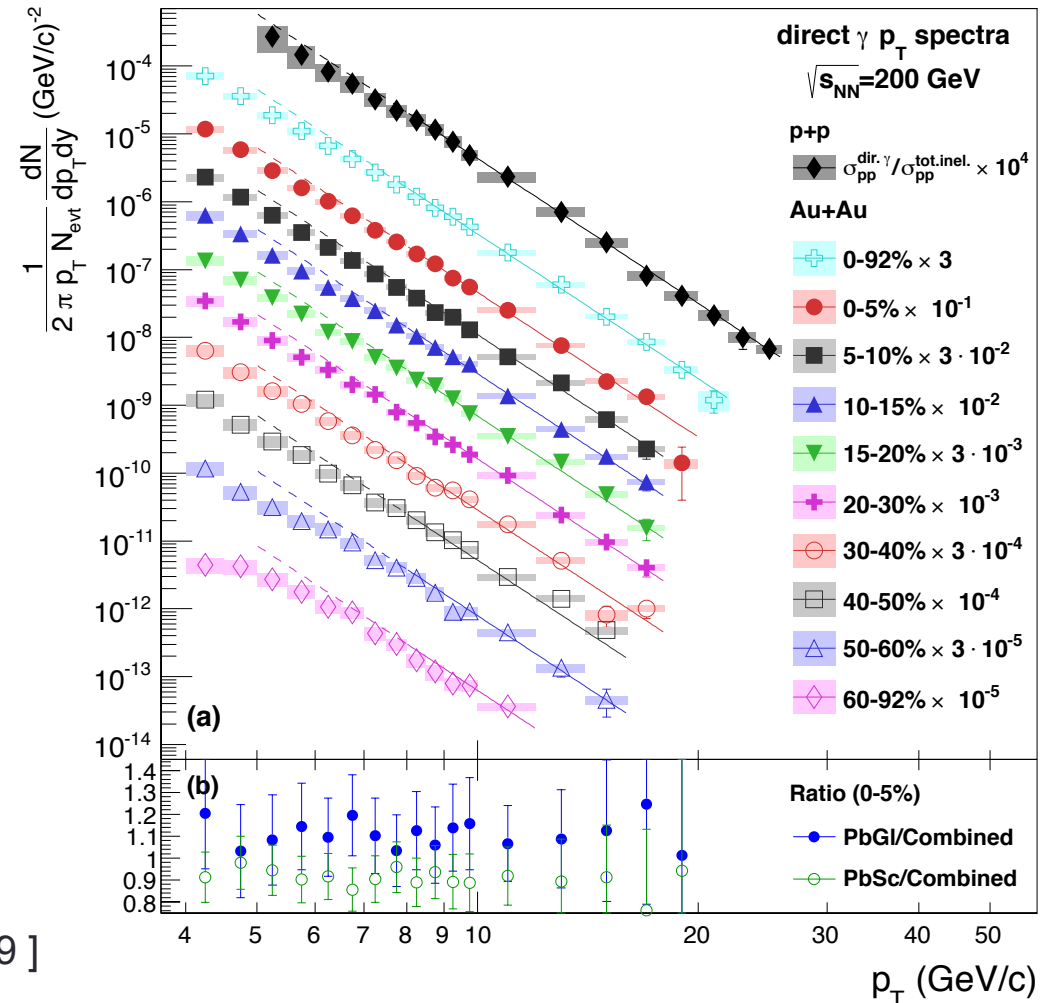 direct γ p_T spectra
√s_NN=200 GeV
p+p
σ_pp^dir. γ/σ_pp^tot.inel. × 10^4
Au+Au
0-92% × 3
0-5% × 10^-1
5-10% × 3 · 10^-2
10-15% × 10^-2
15-20% × 3 · 10^-3
20-30% × 10^-3
30-40% × 3 · 10^-4
40-50% × 10^-4
50-60% × 3 · 10^-5
60-92% × 10^-5
1/(2 π p_T N_evt) dN/(dp_T dy) (GeV/c)^-2
10^-4
10^-5
10^-6
10^-7
10^-8
10^-9
10^-10
10^-11
10^-12
10^-13
10^-14
(a)
(b)
1.4
1.3
1.2
1.1
1
0.9
0.8
Ratio (0-5%)
PbGl/Combined
PbSc/Combined
4 5 6 7 8 9 10 20 30 40 50
9 ]
p_T (GeV/c)